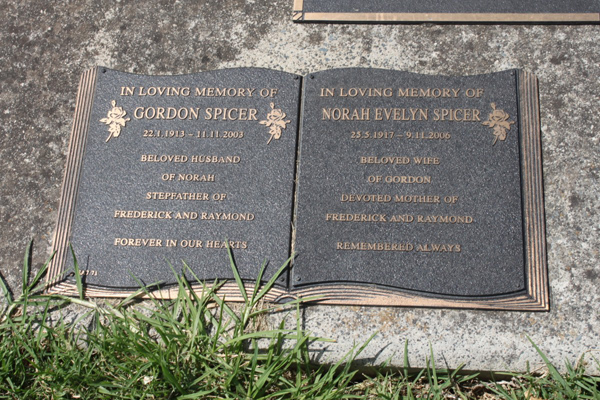 IN LOVING MEMORY OF
GORDON SPICER
22.1.1913 – 11.11.2003
BELOVED HUSBAND
OF NORAH
STEPFATHER OF
FREDERICK AND RAYMOND
FOREVER IN OUR HEARTS
IN LOVING MEMORY OF
NORAH EVELYN SPICER
25.5.1917 – 9.11.2006
BELOVED WIFE
OF GORDON
DEVOTED MOTHER OF
FREDERICK AND RAYMOND
REMEMBERED ALWAYS